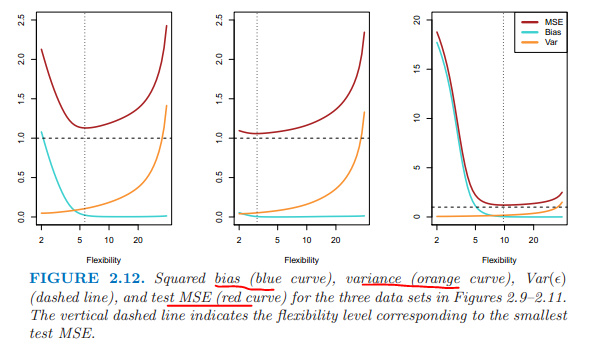 2.5
2.0
1.5
1.0
0.5
0.0
2 5 10 20
Flexibility
2.5
2.0
1.5
1.0
0.5
0.0
2 5 10 20
Flexibility
20
15
10
5
0
2 5 10 20
Flexibility
MSE
Bias
Var
FIGURE 2.12. Squared bias (blue curve), variance (orange curve), Var(ϵ)
(dashed line), and test MSE (red curve) for the three data sets in Figures 2.9–2.11.
The vertical dashed line indicates the flexibility level corresponding to the smallest
test MSE.